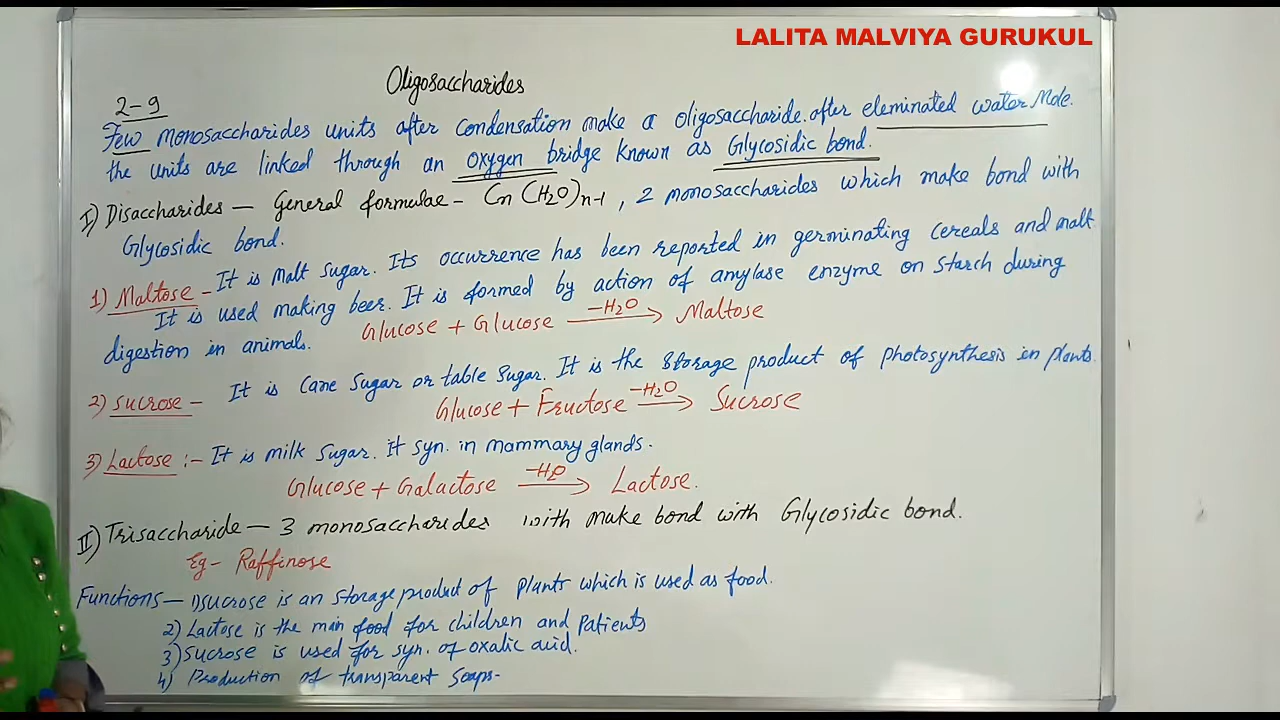 LALITA MALVIYA GURUKUL
Oligosaccharides
2-9
Few monosaccharides units after condensation make a oligosaccharide. after eleminated water Mole.
the units are linked through an oxygen bridge known as Glycosidic bond.
I) Disaccharides — General formulae - Cn (H2O)n-1, 2 monosaccharides which make bond with
Glycosidic bond.
1) Maltose - It is malt sugar. Its occurrence has been reported in germinating cereals and malt.
It is used making beer. It is formed by action of amylase enzyme on starch during
digestion in animals.
Glucose + Glucose —-H2O→ Maltose
2) Sucrose - It is cane sugar or table sugar. It is the storage product of photosynthesis in plants.
Glucose + Fructose —-H2O→ Sucrose
3) Lactose :- It is milk sugar. it syn. in mammary glands.
Glucose + Galactose —-H2O→ Lactose.
II) Trisaccharide — 3 monosaccharides with make bond with Glycosidic bond.
Eg- Raffinose
Functions — 1) Sucrose is an storage product of plants which is used as food.
2) Lactose is the main food for children and Patients
3) Sucrose is used for syn. of oxalic acid.
4) Production of transparent Soaps-